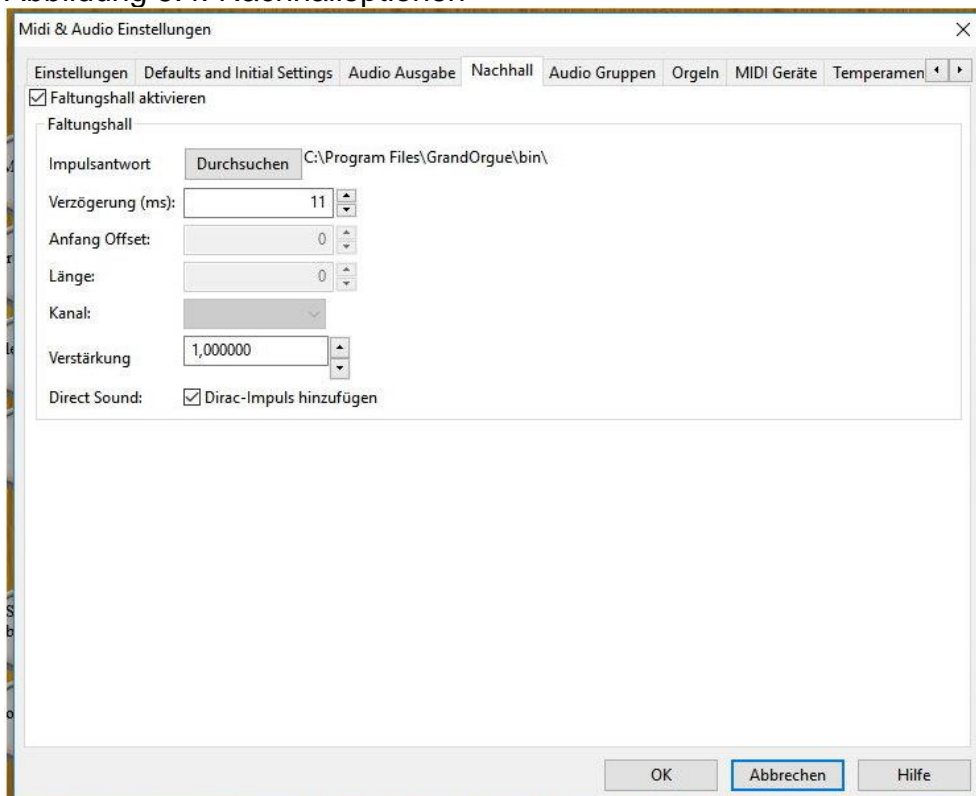 Midi & Audio Einstellungen
Einstellungen Defaults and Initial Settings Audio Ausgabe Nachhall Audio Gruppen Orgeln MIDI Geräte Temperamen
Faltungshall aktivieren
Faltungshall
Impulsantwort Durchsuchen C:\Program Files\GrandOrgue\bin\
Verzögerung (ms): 11
Anfang Offset: 0
Länge: 0
Kanal:
Verstärkung 1,000000
Direct Sound: Dirac-Impuls hinzufügen
OK Abbrechen Hilfe